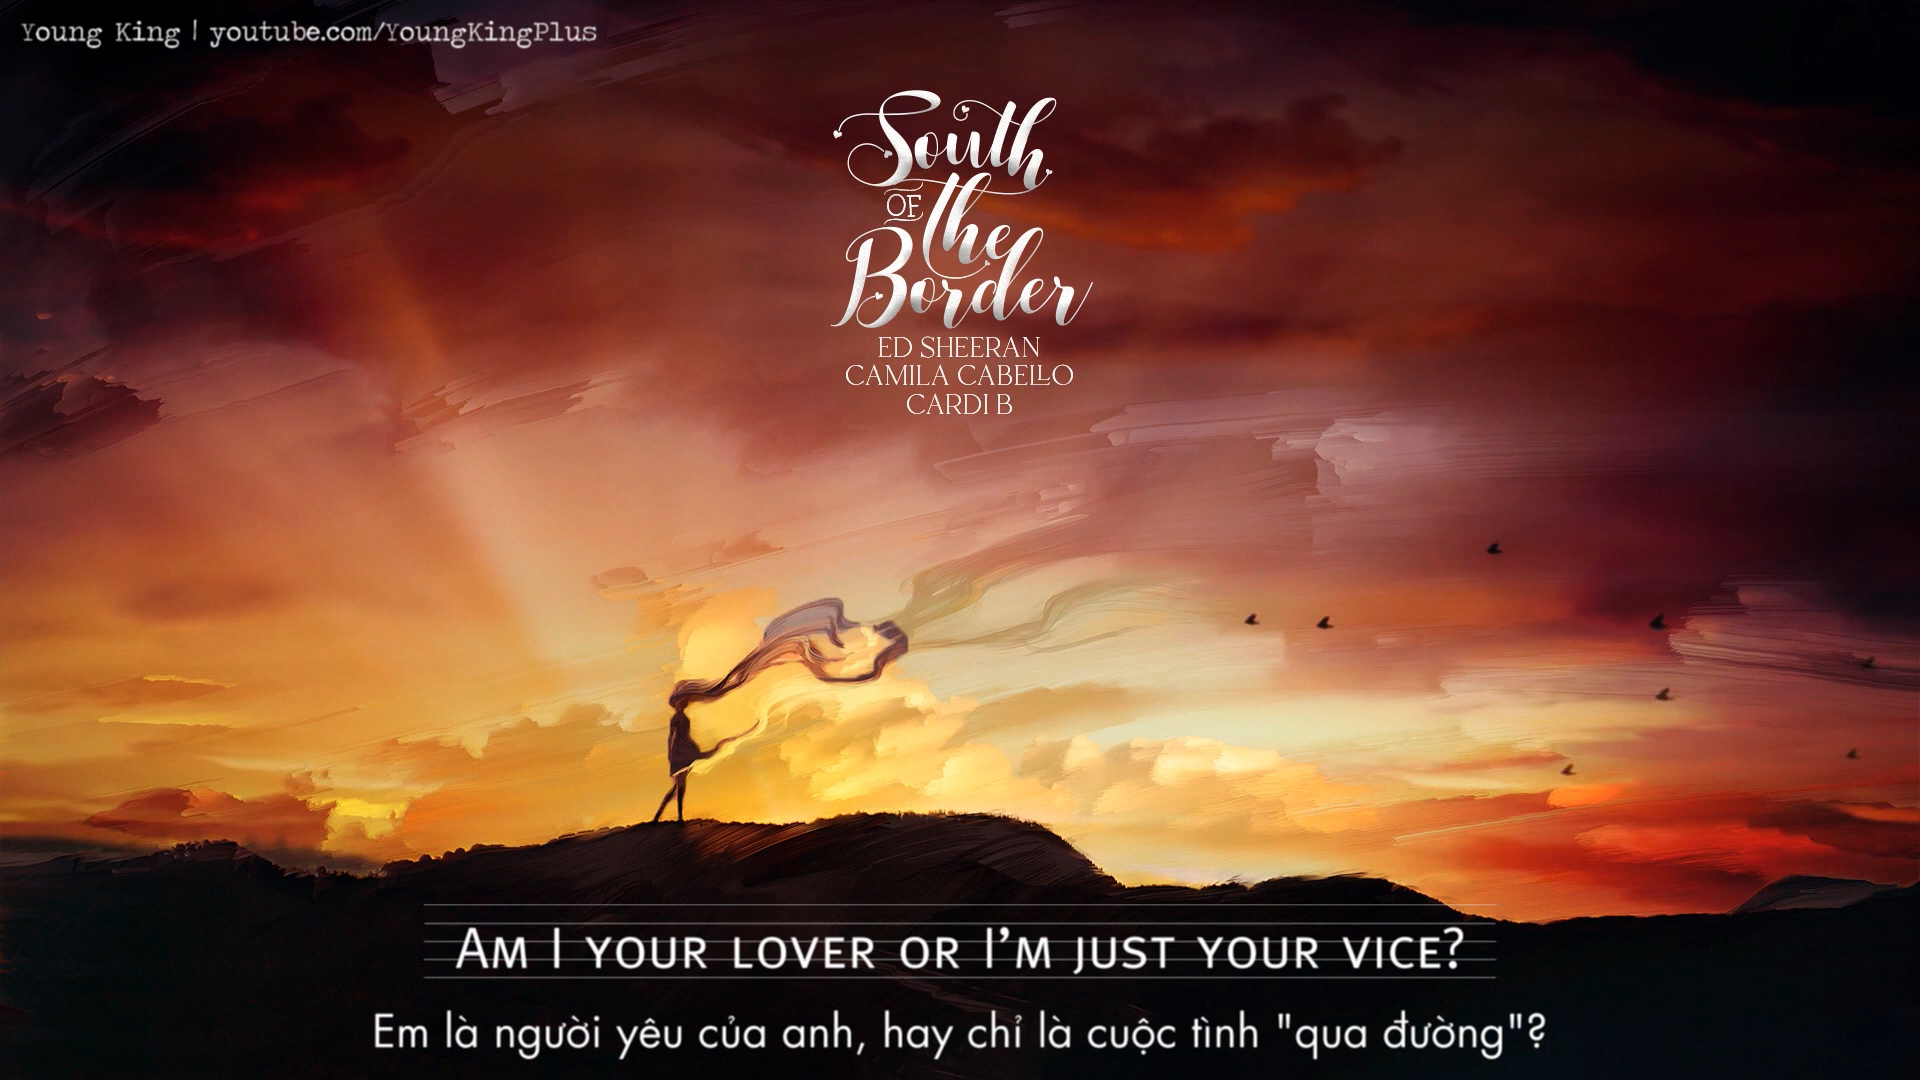 Young King | youtube.com/YoungKingPlus
South
OF the
Border
ED SHEERAN
CAMILA CABELLO
CARDI B
AM I YOUR LOVER OR I'M JUST YOUR VICE?
Em là người yêu của anh, hay chỉ là cuộc tình "qua đường"?